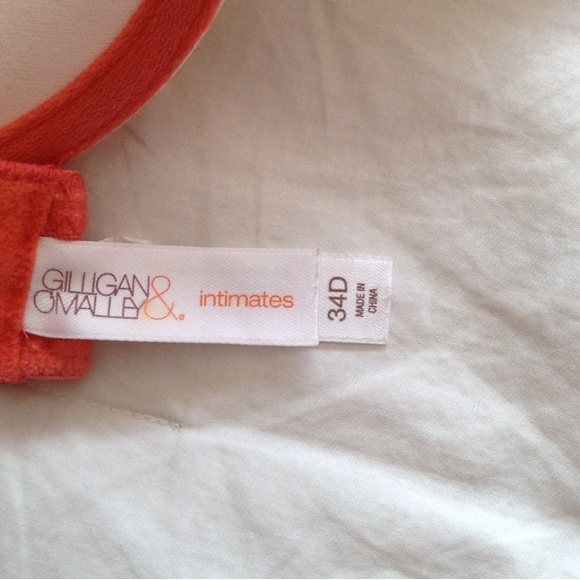 GILLIGAN &
O'MALLEY®
intimates
34D
MADE IN
CHINA